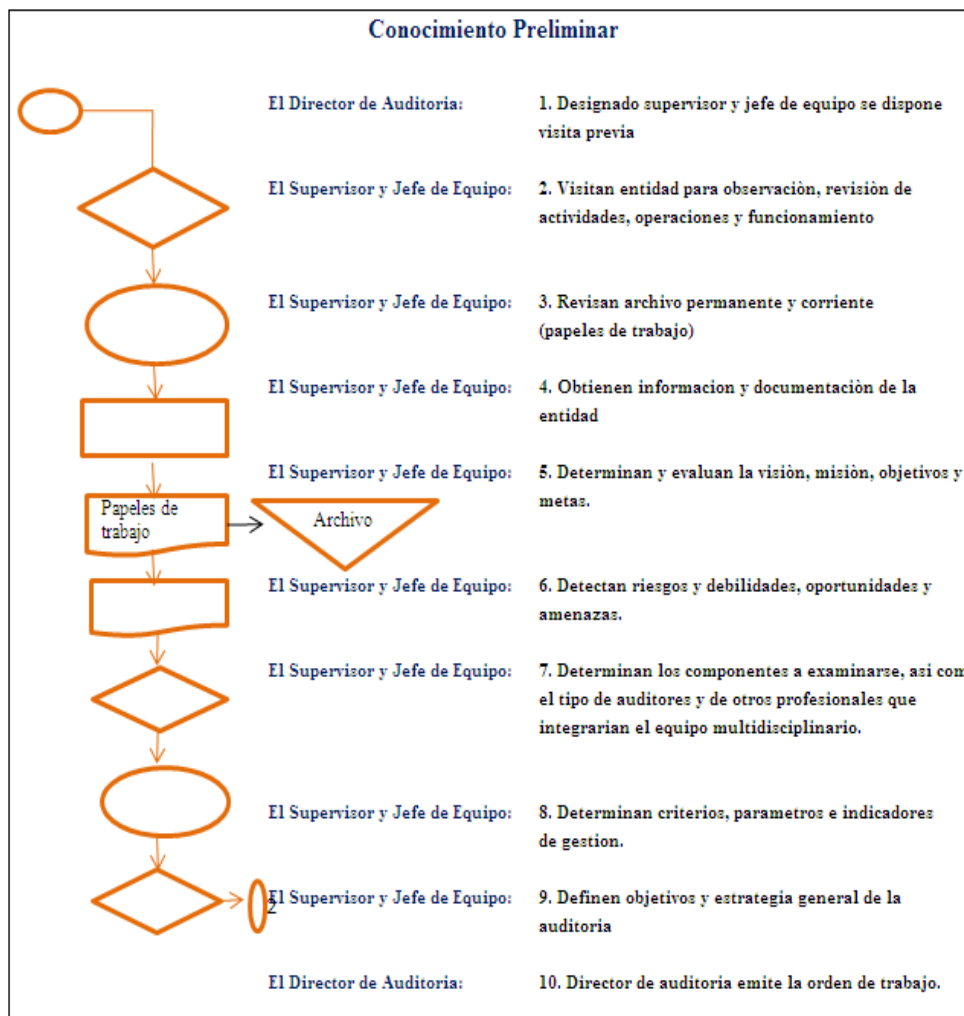 Conocimiento Preliminar
El Director de Auditoria: 1. Designado supervisor y jefe de equipo se dispone
visita previa
El Supervisor y Jefe de Equipo: 2. Visitan entidad para observaciòn, revisiòn de
actividades, operaciones y funcionamiento
El Supervisor y Jefe de Equipo: 3. Revisan archivo permanente y corriente
(papeles de trabajo)
El Supervisor y Jefe de Equipo: 4. Obtienen informacion y documentaciòn de la
entidad
El Supervisor y Jefe de Equipo: 5. Determinan y evaluan la visiòn, misiòn, objetivos y
metas.
Papeles de
trabajo
Archivo
El Supervisor y Jefe de Equipo: 6. Detectan riesgos y debilidades, oportunidades y
amenazas.
El Supervisor y Jefe de Equipo: 7. Determinan los componentes a examinarse, asi com
el tipo de auditores y de otros profesionales que
integrarian el equipo multidisciplinario.
El Supervisor y Jefe de Equipo: 8. Determinan criterios, parametros e indicadores
de gestion.
2
El Supervisor y Jefe de Equipo: 9. Definen objetivos y estrategia general de la
auditoria
El Director de Auditoria: 10. Director de auditoria emite la orden de trabajo.